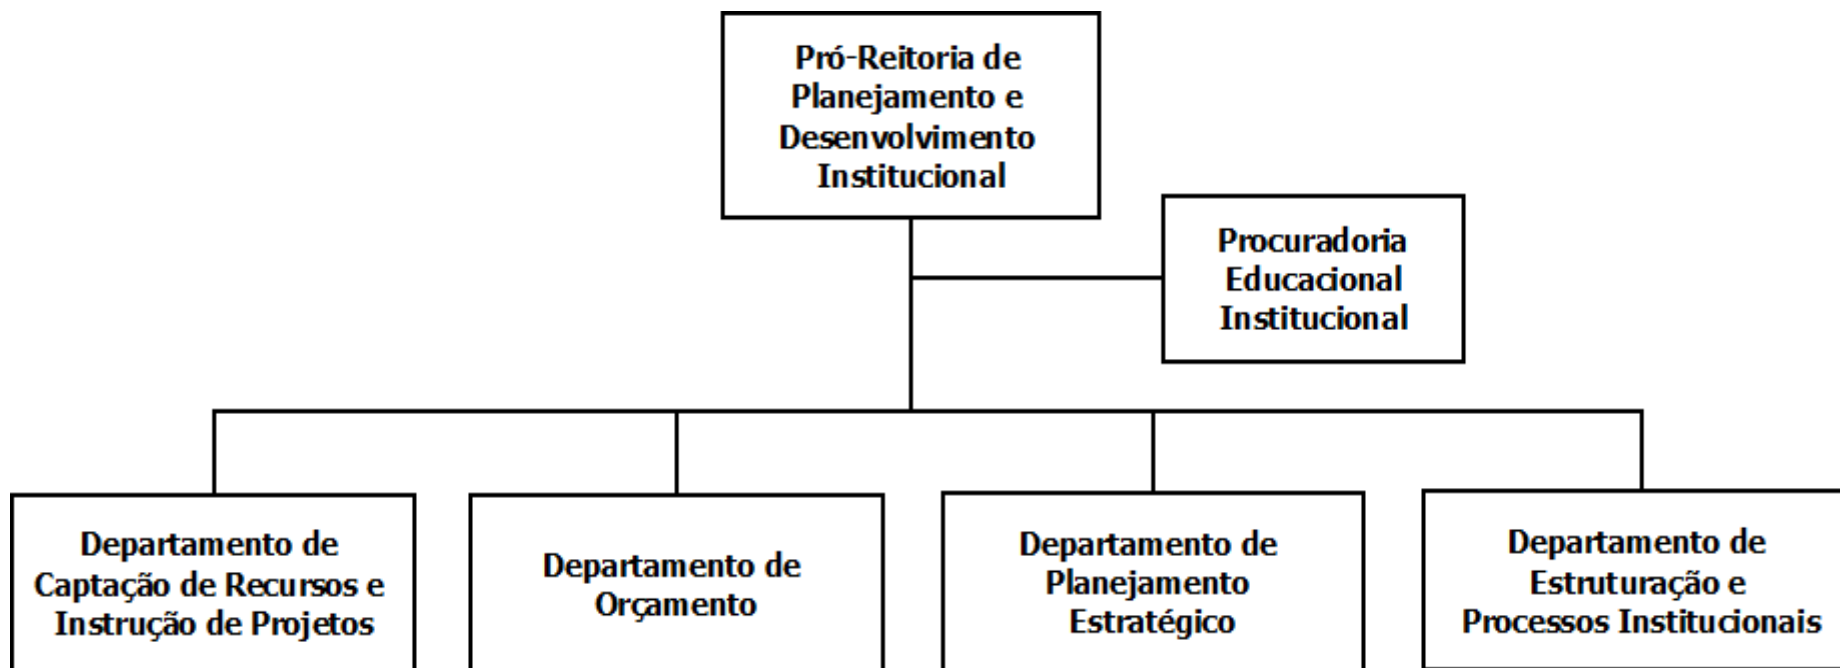 Pró-Reitoria de
Planejamento e
Desenvolvimento
Institucional
Procuradoria
Educacional
Institucional
Departamento de
Captação de Recursos e
Instrução de Projetos
Departamento de
Orçamento
Departamento de
Planejamento
Estratégico
Departamento de
Estruturação e
Processos Institucionais